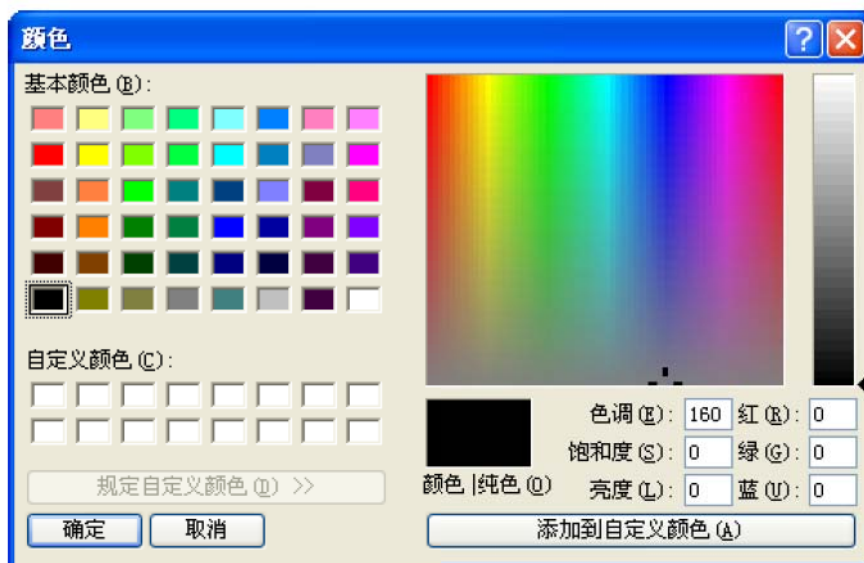 颜色
基本颜色(B):
自定义颜色(C):
规定自定义颜色(D) >>
确定 取消
颜色|纯色(O)
色调(E): 160 红(R): 0
饱和度(S): 0 绿(G): 0
亮度(L): 0 蓝(U): 0
添加到自定义颜色(A)